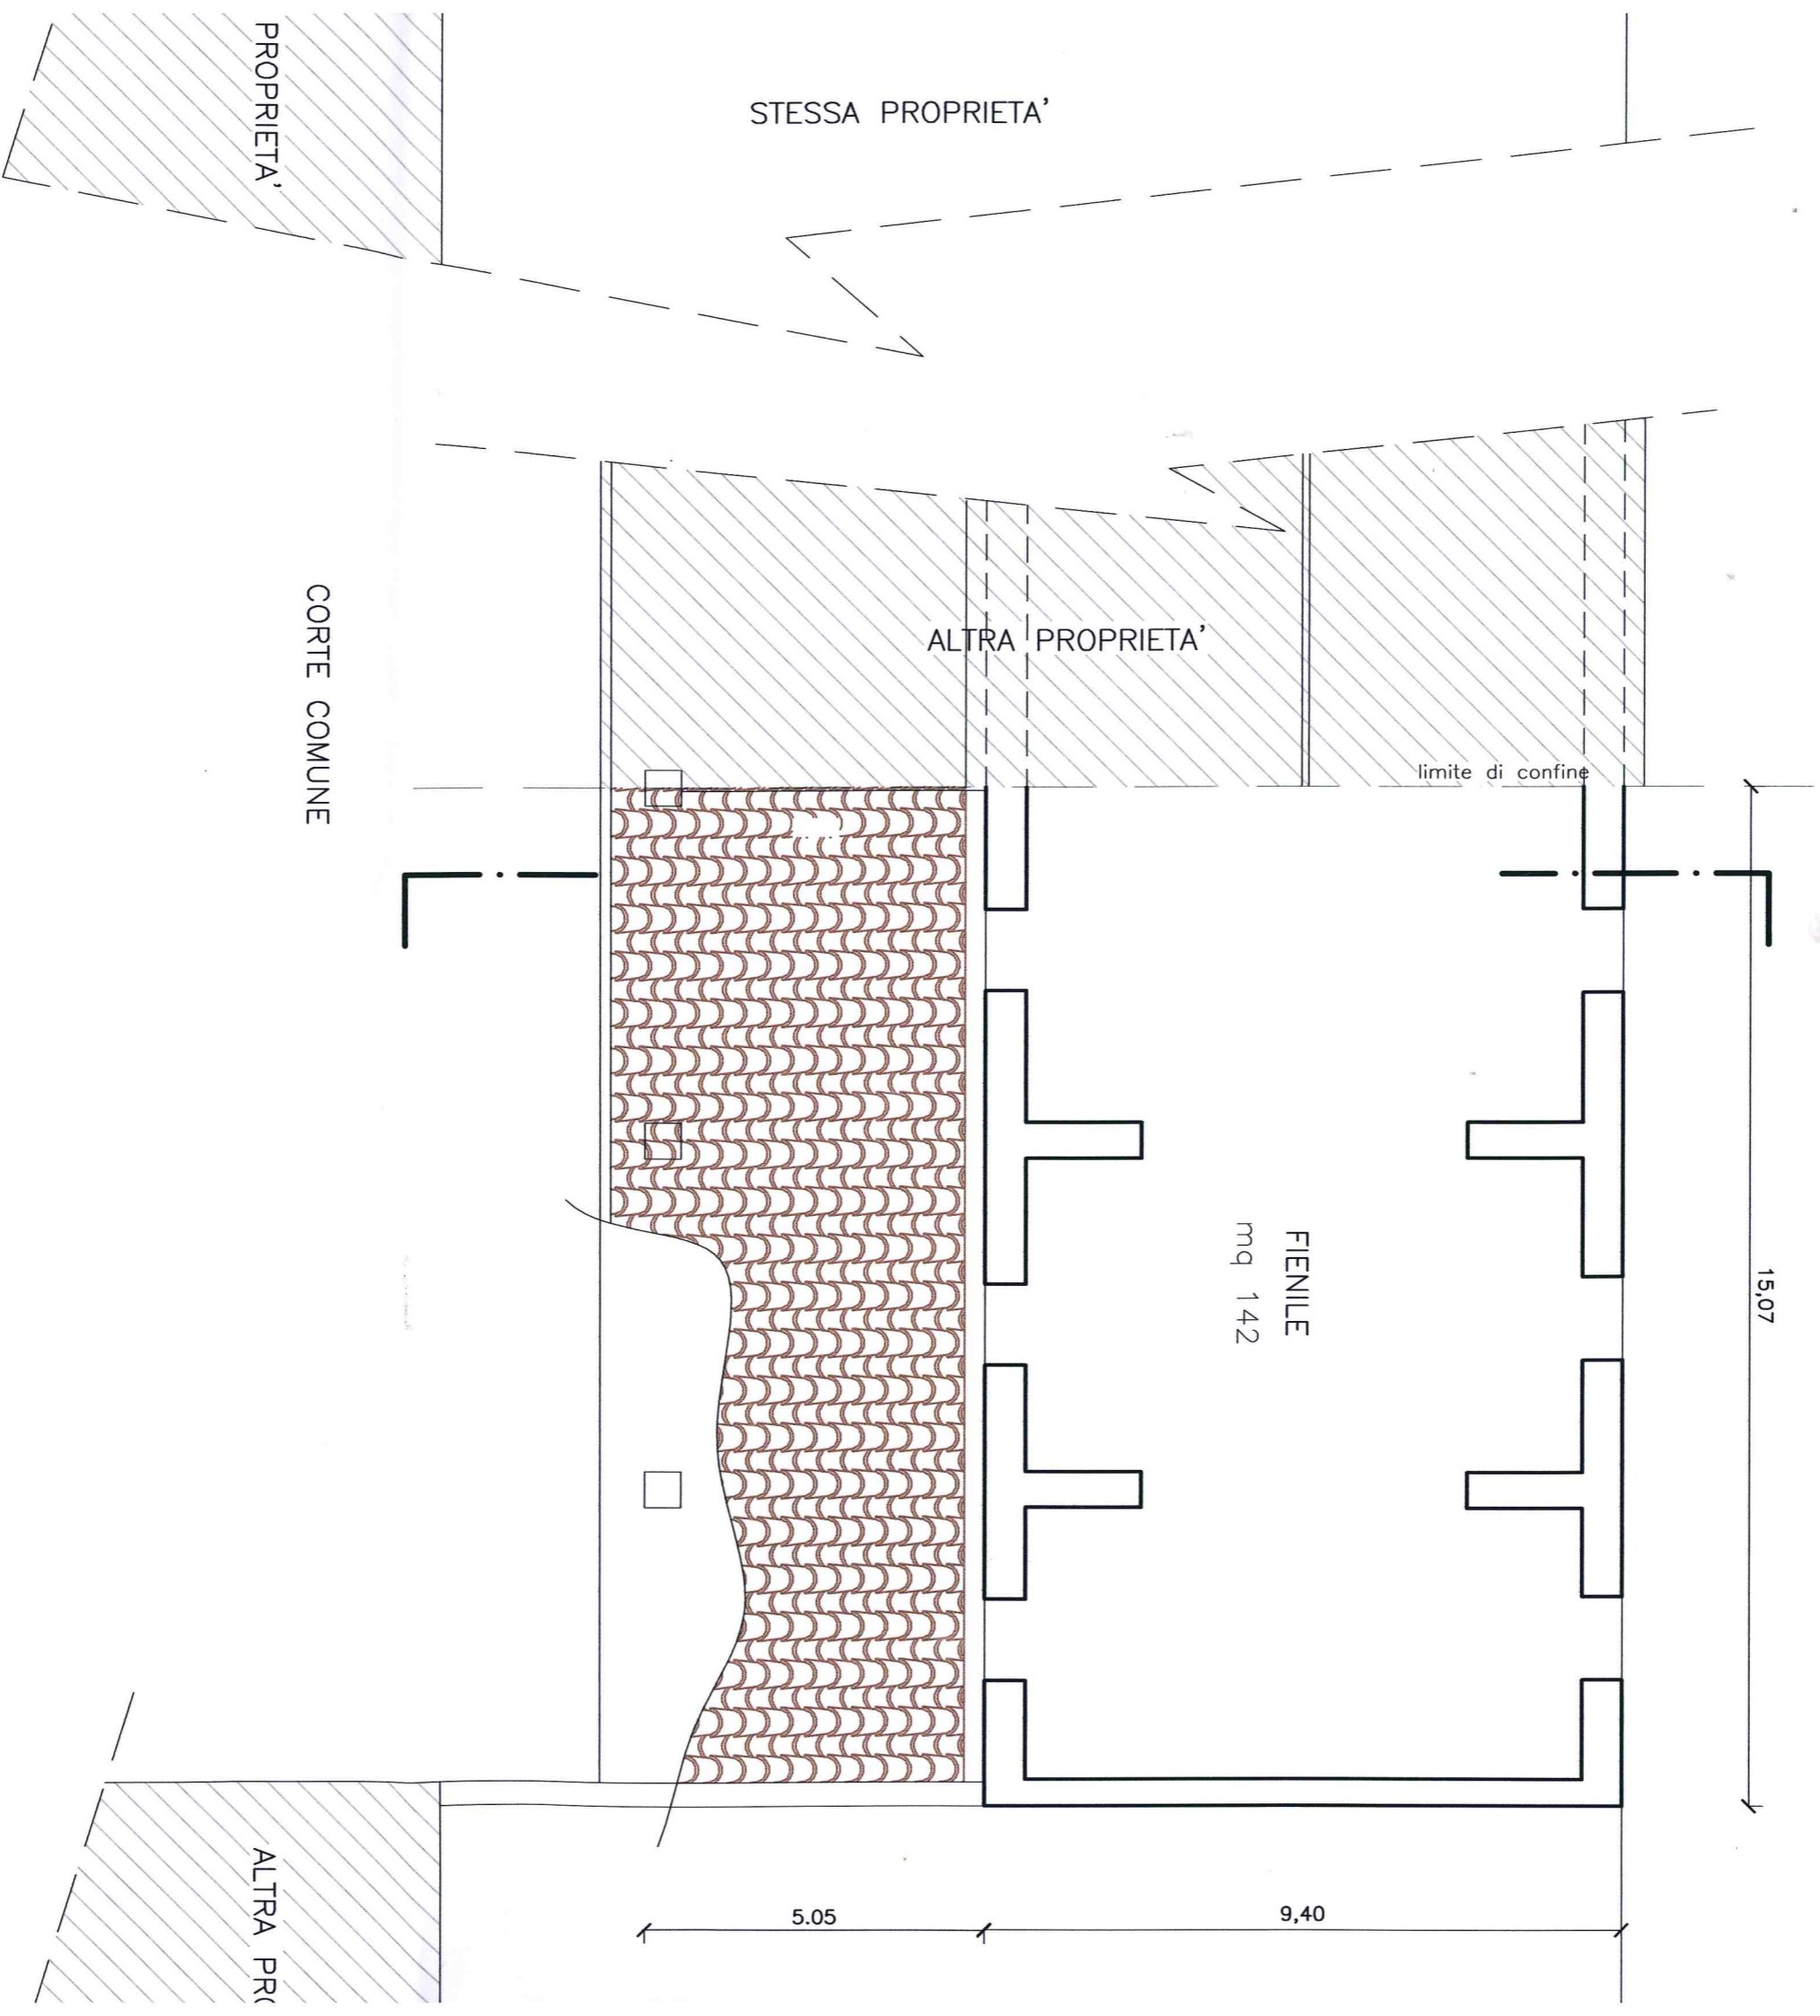 PROPRIETA'
STESSA PROPRIETA'
CORTE COMUNE
ALTRA PROPRIETA'
limite di confine
FIENILE
mq 142
15,07
ALTRA PRO
5.05
9,40